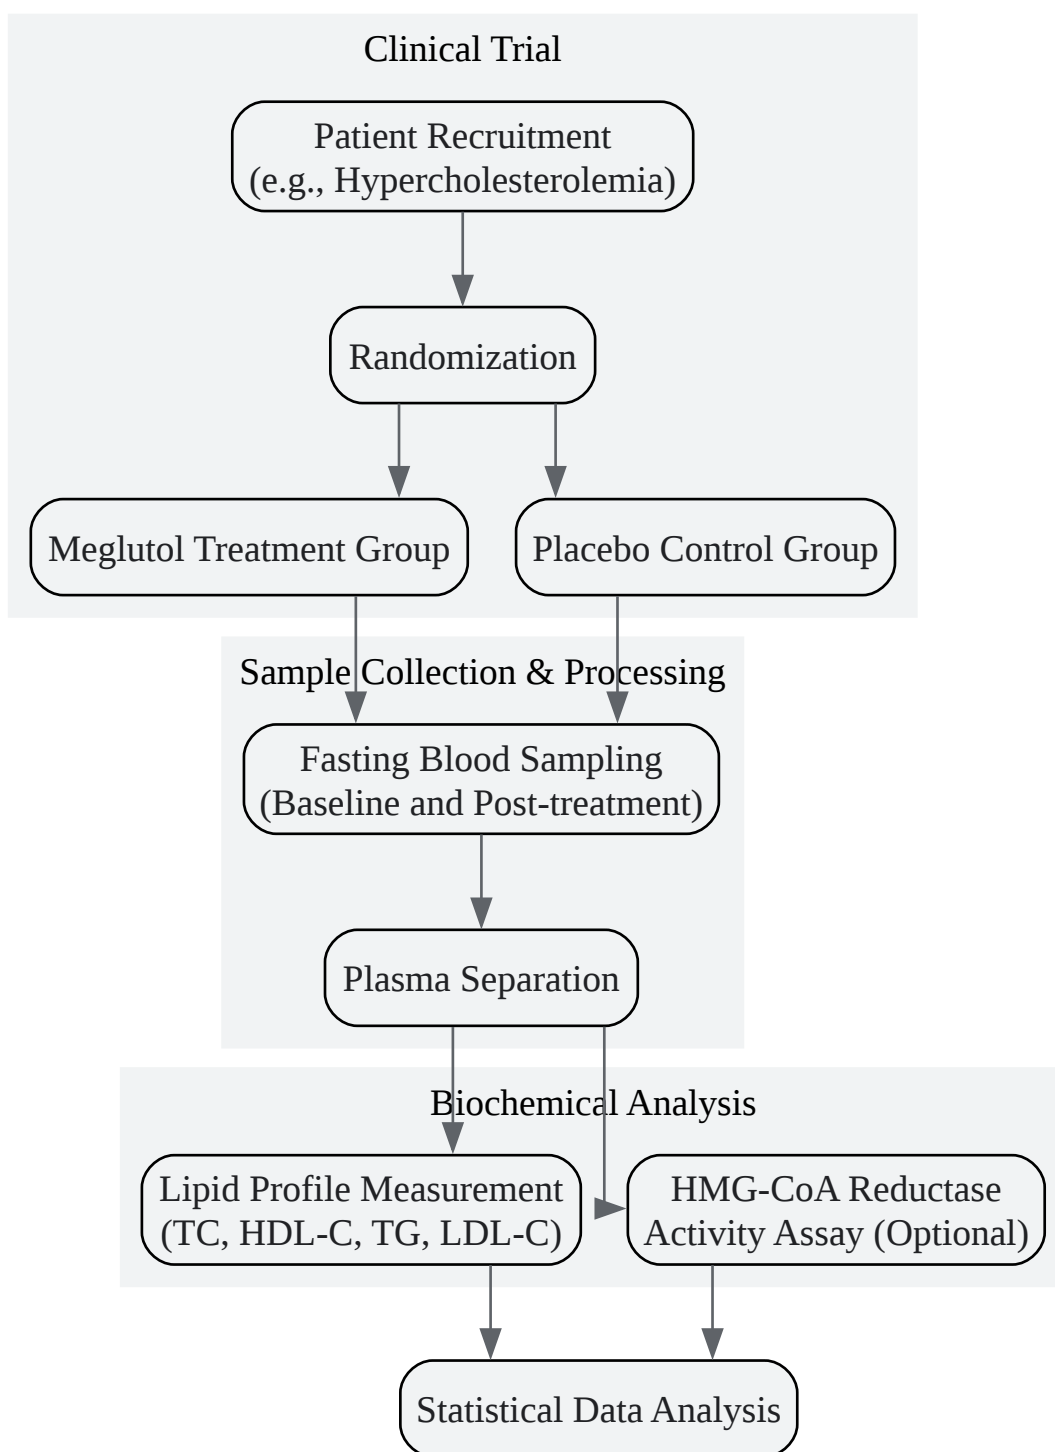 Clinical Trial
Patient Recruitment
(e.g., Hypercholesterolemia)
Randomization
Meglutol Treatment Group
Placebo Control Group
Sample Collection & Processing
Fasting Blood Sampling
(Baseline and Post-treatment)
Plasma Separation
Biochemical Analysis
Lipid Profile Measurement
(TC, HDL-C, TG, LDL-C)
HMG-CoA Reductase
Activity Assay (Optional)
Statistical Data Analysis